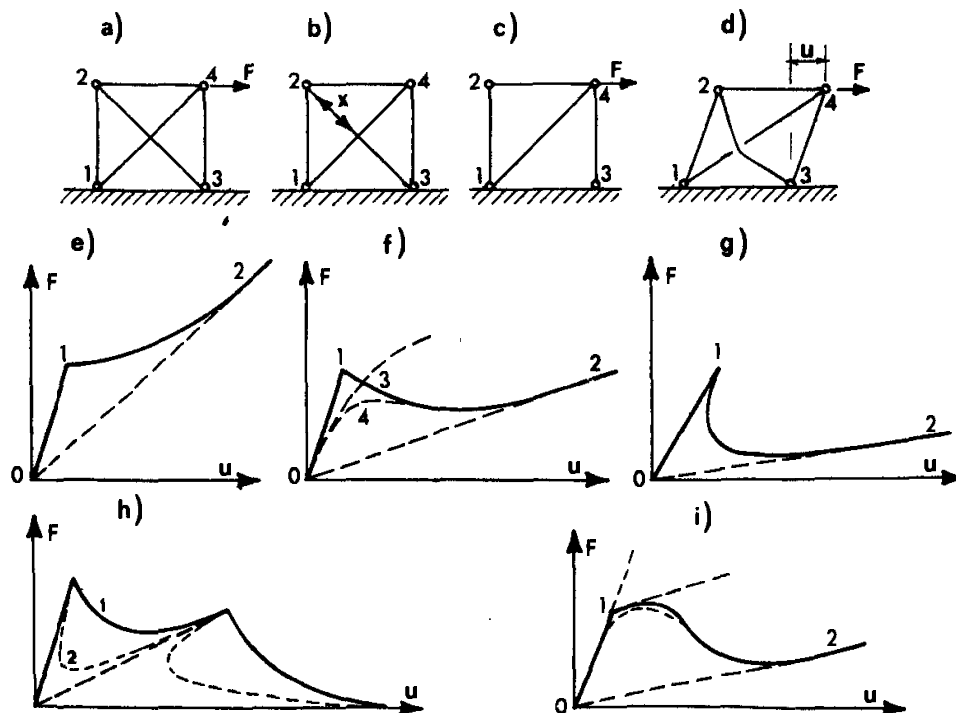 a) b) c) d)
u
2 4 F 2 4 2 4 F 2 4 F
x
1 3 1 3 1 3 1 3
e) f) g)
F 2 F F
1 1 3 2 1
4 2
0 u 0 u 0 u
h) i)
F F
1 1
2 2
u 0 u